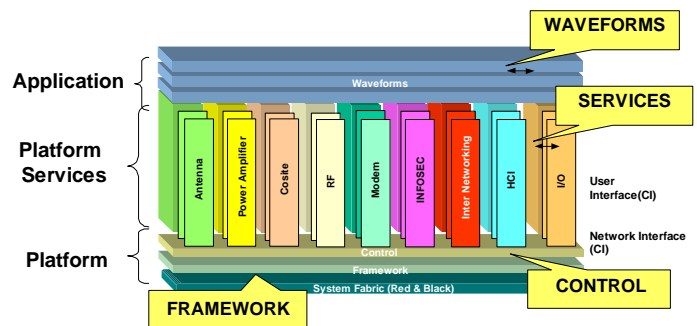 WAVEFORMS
Application
Waveforms
SERVICES
Platform
Services
Antenna
Power Amplifier
Cosite
RF
Modem
INFOSEC
Inter Networking
HCI
I/O
User
Interface(CI)
Network Interface
(CI)
Platform
Control
Framework
CONTROL
FRAMEWORK
System Fabric (Red & Black)